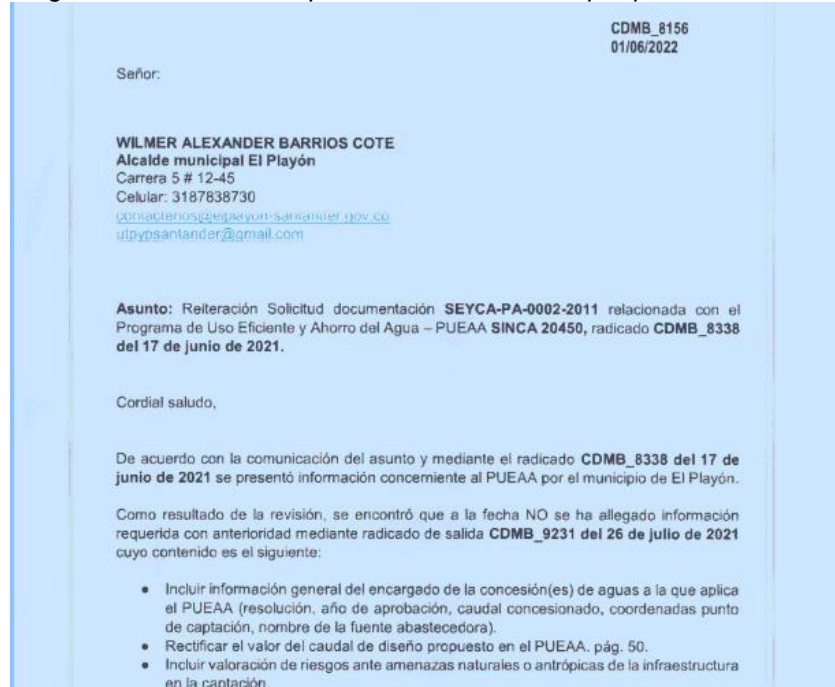 CDMB_8156
01/06/2022
Señor:
WILMER ALEXANDER BARRIOS COTE
Alcalde municipal El Playón
Carrera 5 # 12-45
Celular: 3187838730
contactenos@elplayon-santander.gov.co
utpypsantander@gmail.com
Asunto: Reiteración Solicitud documentación SEYCA-PA-0002-2011 relacionada con el
Programa de Uso Eficiente y Ahorro del Agua – PUEAA SINCA 20450, radicado CDMB_8338
del 17 de junio de 2021.
Cordial saludo,
De acuerdo con la comunicación del asunto y mediante el radicado CDMB_8338 del 17 de
junio de 2021 se presentó información concerniente al PUEAA por el municipio de El Playón.
Como resultado de la revisión, se encontró que a la fecha NO se ha allegado información
requerida con anterioridad mediante radicado de salida CDMB_9231 del 26 de julio de 2021
cuyo contenido es el siguiente:
• Incluir información general del encargado de la concesión(es) de aguas a la que aplica
el PUEAA (resolución, año de aprobación, caudal concesionado, coordenadas punto
de captación, nombre de la fuente abastecedora).
• Rectificar el valor del caudal de diseño propuesto en el PUEAA. pág. 50.
• Incluir valoración de riesgos ante amenazas naturales o antrópicas de la infraestructura
en la captación.